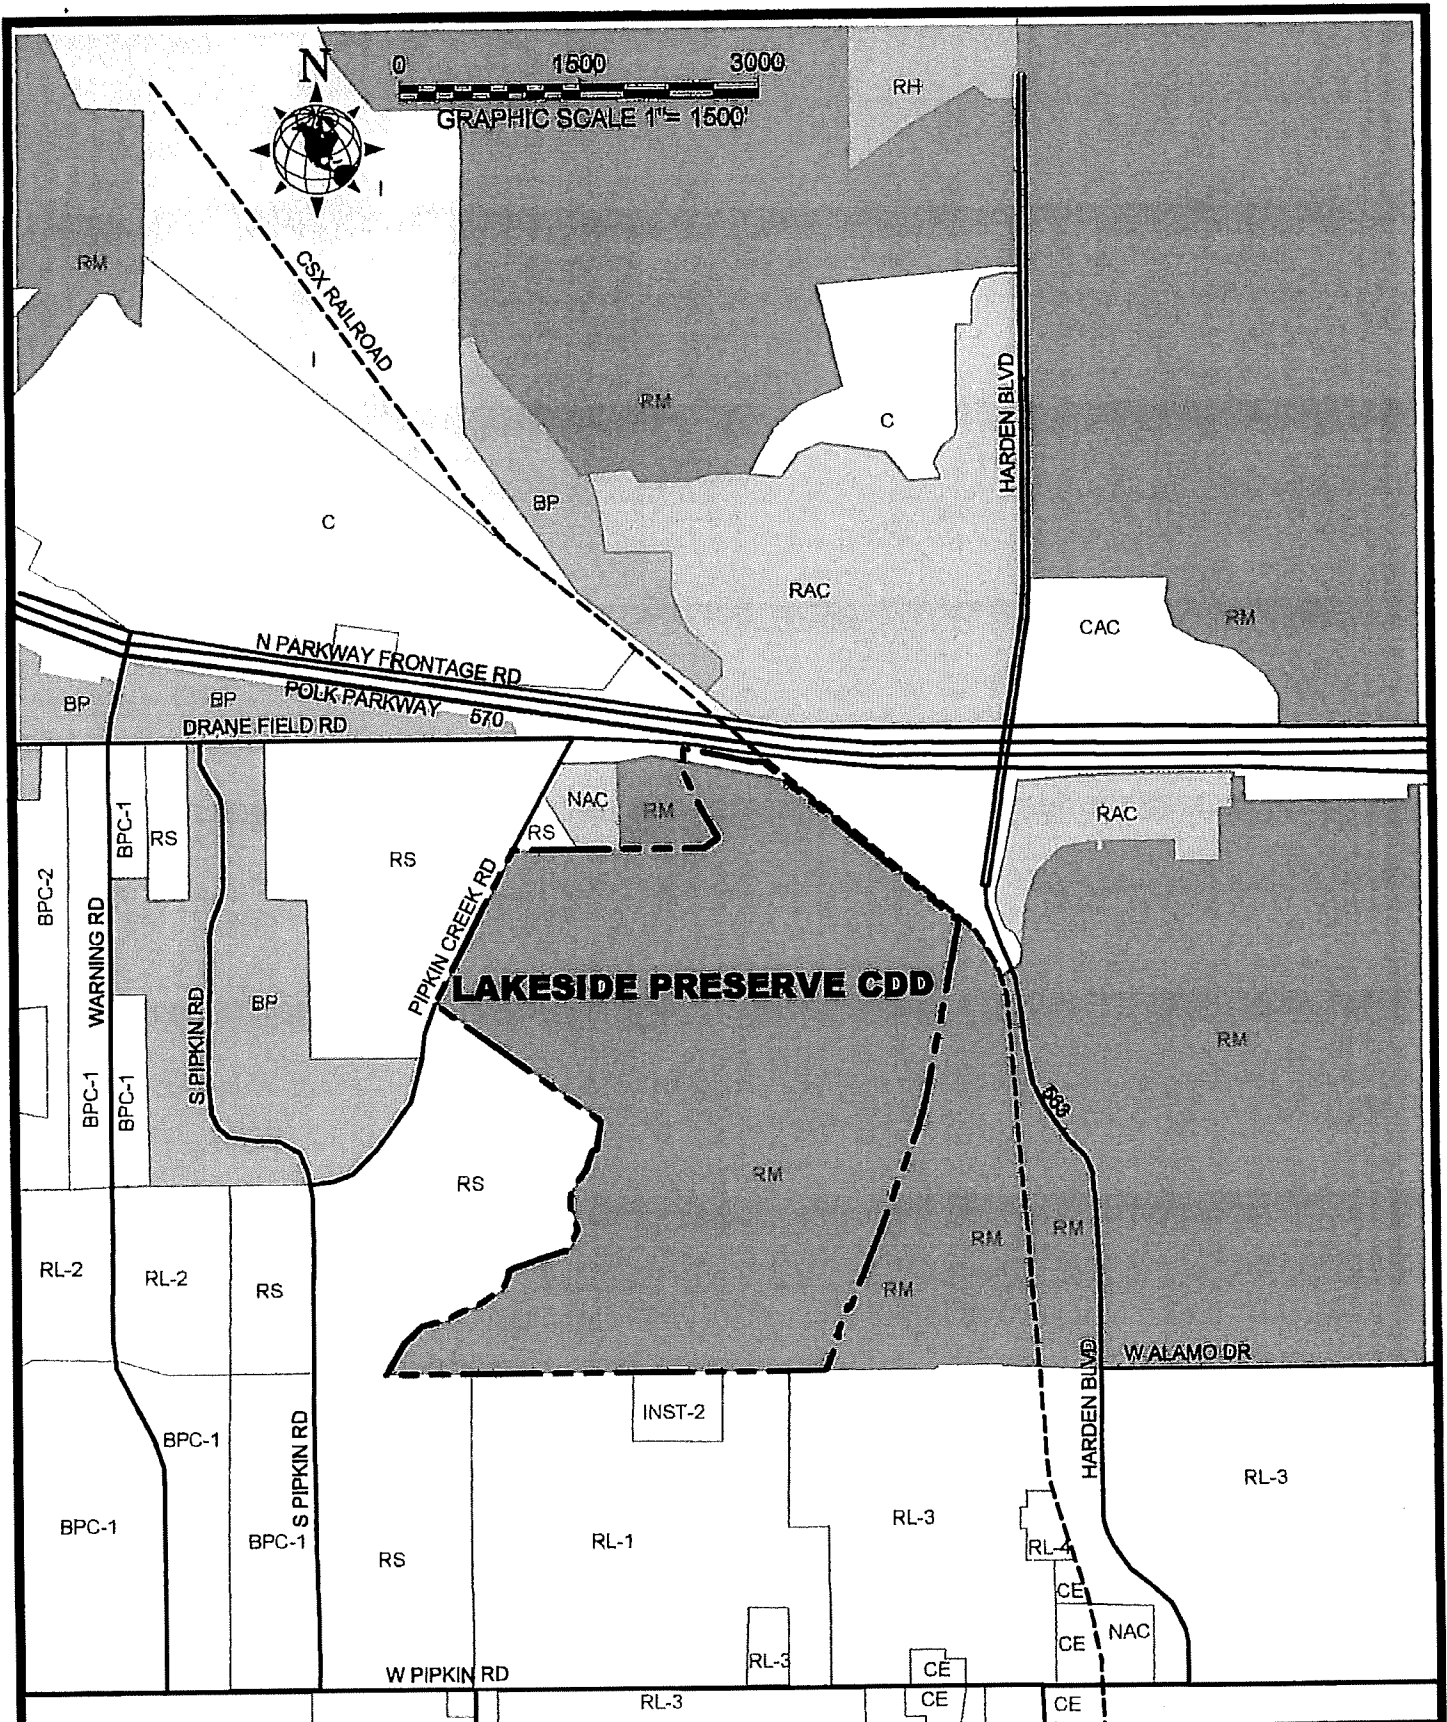 N
0 1500 3000
GRAPHIC SCALE 1"= 1500'
RH
I
RM
CSX RAILROAD
I
RM
C
HARDEN BLVD
BP
C
RAC
RM
CAC
N PARKWAY FRONTAGE RD
POLK PARKWAY
570
BP
BP
DRANE FIELD RD
NAC
RM
RS
RAC
BPC-1
RS
RS
BPC-2
WARNING RD
PIPKIN CREEK RD
LAKESIDE PRESERVE CDD
S PIPKIN RD
BP
RM
BPC-1
BPC-1
563
RS
RM
RM
RM
RL-2
RL-2
RS
RM
W ALAMO DR
HARDEN BLVD
INST-2
BPC-1
S PIPKIN RD
RL-3
BPC-1
BPC-1
RS
RL-1
RL-3
RL-4
CE
CE
NAC
RL-3
CE
W PIPKIN RD
RL-3
CE
CE